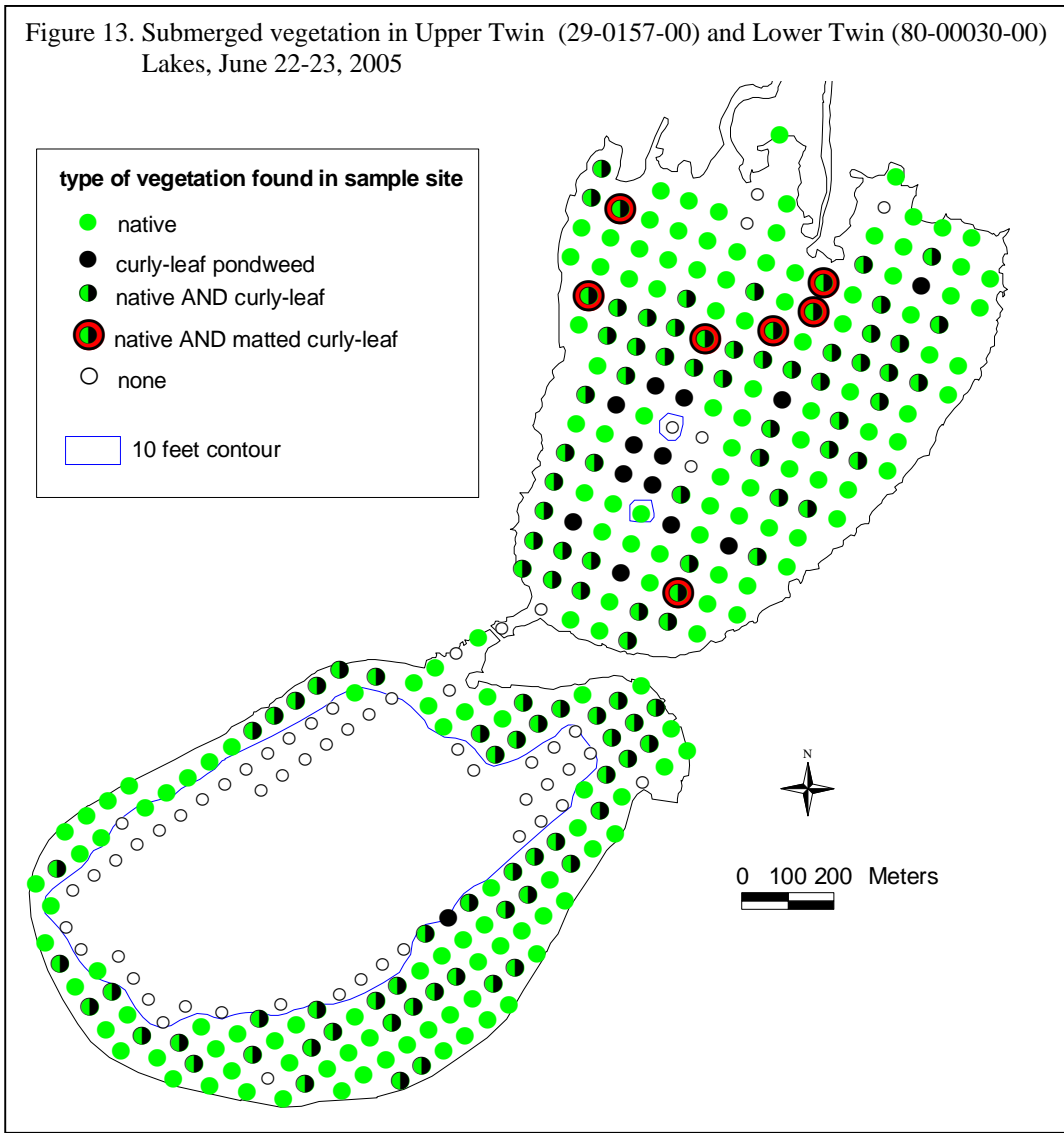 Figure 13. Submerged vegetation in Upper Twin (29-0157-00) and Lower Twin (80-00030-00)
Lakes, June 22-23, 2005
type of vegetation found in sample site
native
curly-leaf pondweed
native AND curly-leaf
native AND matted curly-leaf
none
10 feet contour
N
0 100 200 Meters